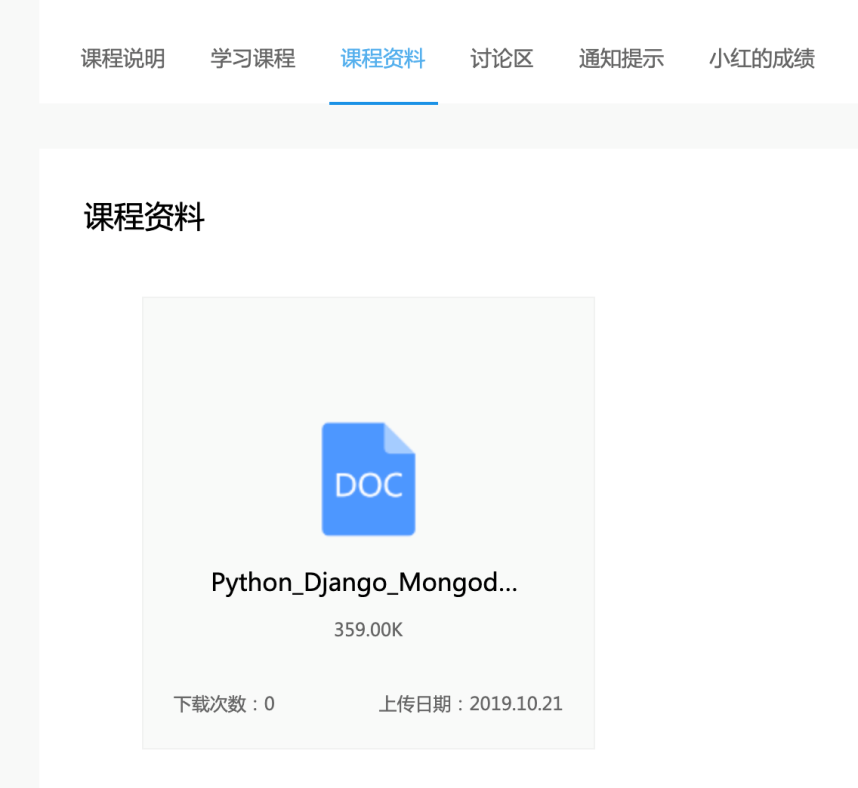 课程说明 学习课程 课程资料 讨论区 通知提示 小红的成绩
课程资料
DOC
Python_Django_Mongod...
359.00K
下载次数：0 上传日期：2019.10.21